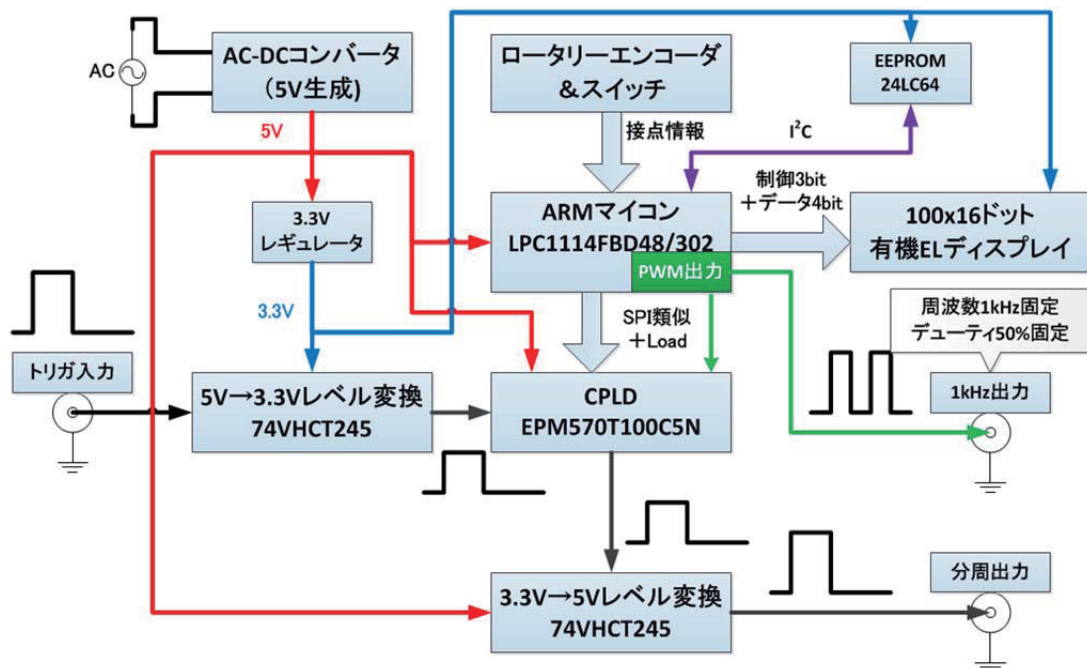 AC
AC-DCコンバータ
（5V生成)
ロータリーエンコーダ
＆スイッチ
EEPROM
24LC64
5V
接点情報
I²C
制御3bit
＋データ4bit
3.3V
レギュレータ
ARMマイコン
LPC1114FBD48/302
PWM出力
100x16ドット
有機ELディスプレイ
3.3V
SPI類似
＋Load
周波数1kHz固定
デューティ50%固定
トリガ入力
5V→3.3Vレベル変換
74VHCT245
CPLD
EPM570T100C5N
1kHz出力
3.3V→5Vレベル変換
74VHCT245
分周出力